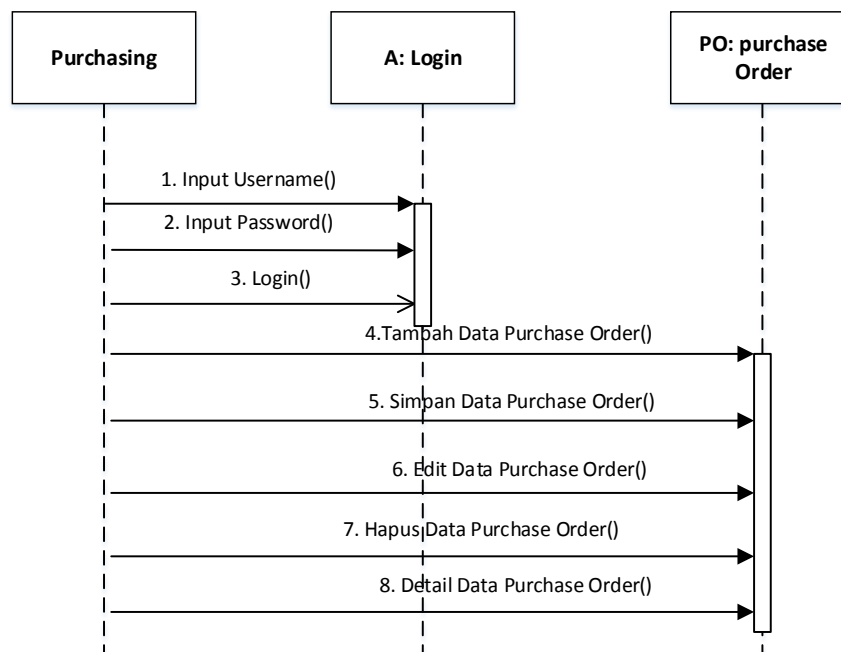 Purchasing
A: Login
PO: purchase
Order
1. Input Username()
2. Input Password()
3. Login()
4.Tambah Data Purchase Order()
5. Simpan Data Purchase Order()
6. Edit Data Purchase Order()
7. Hapus Data Purchase Order()
8. Detail Data Purchase Order()